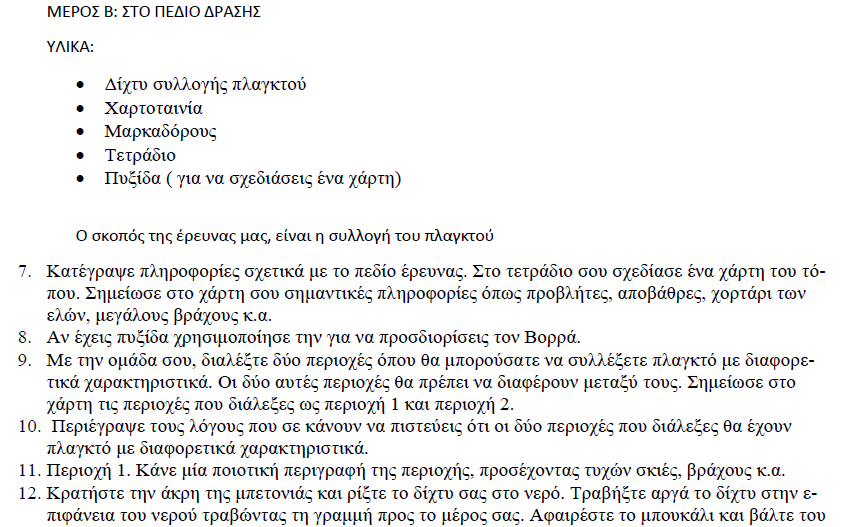 ΜΕΡΟΣ Β: ΣΤΟ ΠΕΔΙΟ ΔΡΑΣΗΣ
ΥΛΙΚΑ:
• Δίχτυ συλλογής πλαγκτού
• Χαρτοταινία
• Μαρκαδόρους
• Τετράδιο
• Πυξίδα ( για να σχεδιάσεις ένα χάρτη)
Ο σκοπός της έρευνας μας, είναι η συλλογή του πλαγκτού
7. Κατέγραψε πληροφορίες σχετικά με το πεδίο έρευνας. Στο τετράδιο σου σχεδίασε ένα χάρτη του τό-
που. Σημείωσε στο χάρτη σου σημαντικές πληροφορίες όπως προβλήτες, αποβάθρες, χορτάρι των
ελών, μεγάλους βράχους κ.α.
8. Αν έχεις πυξίδα χρησιμοποίησε την για να προσδιορίσεις τον Βορρά.
9. Με την ομάδα σου, διαλέξτε δύο περιοχές όπου θα μπορούσατε να συλλέξετε πλαγκτό με διαφορε-
τικά χαρακτηριστικά. Οι δύο αυτές περιοχές θα πρέπει να διαφέρουν μεταξύ τους. Σημείωσε στο
χάρτη τις περιοχές που διάλεξες ως περιοχή 1 και περιοχή 2.
10. Περιέγραψε τους λόγους που σε κάνουν να πιστεύεις ότι οι δύο περιοχές που διάλεξες θα έχουν
πλαγκτό με διαφορετικά χαρακτηριστικά.
11. Περιοχή 1. Κάνε μία ποιοτική περιγραφή της περιοχής, προσέχοντας τυχών σκιές, βράχους κ.α.
12. Κρατήστε την άκρη της μπετονιάς και ρίξτε το δίχτυ σας στο νερό. Τραβήξτε αργά το δίχτυ στην ε-
πιφάνεια του νερού τραβώντας τη γραμμή προς το μέρος σας. Αφαιρέστε το μπουκάλι και βάλτε του